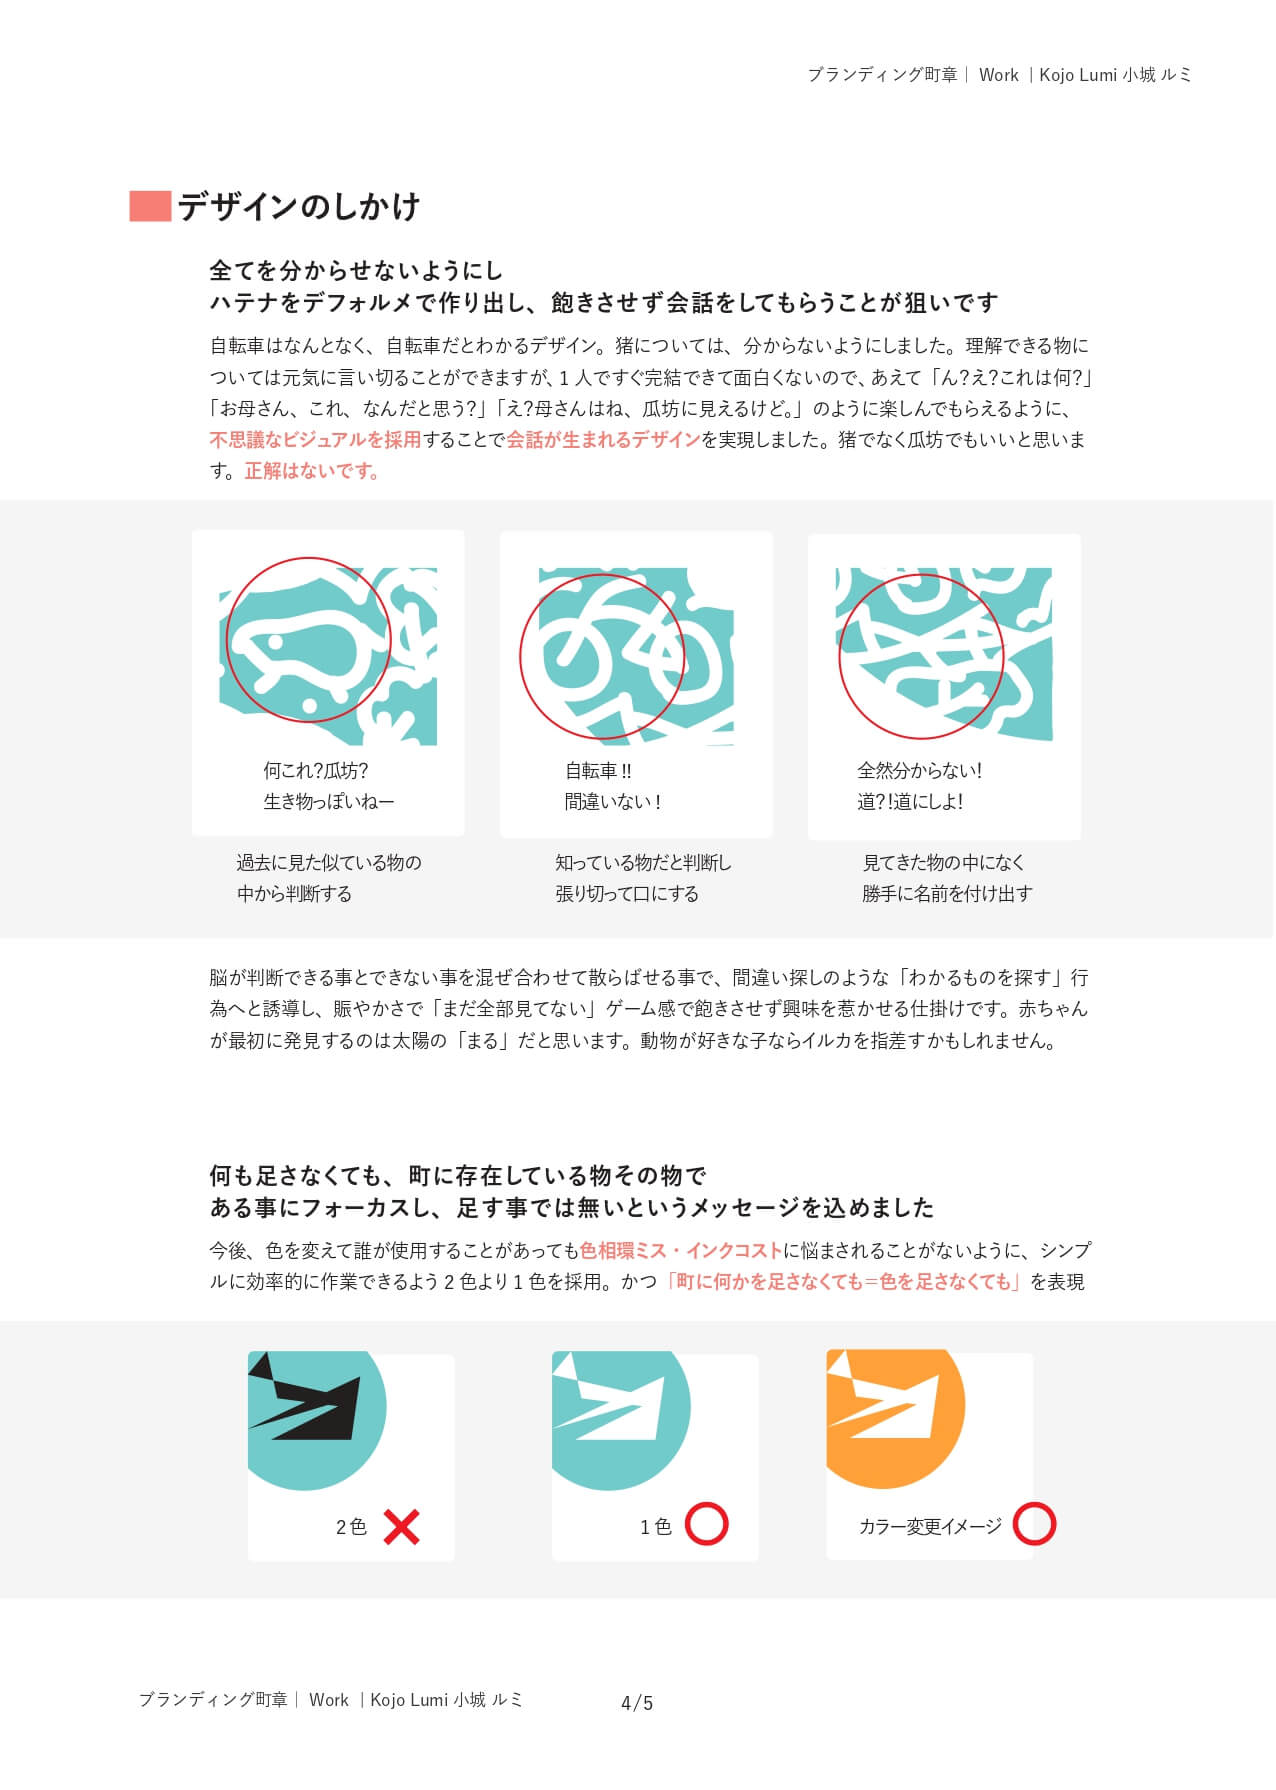 ブランディング町章｜ Work ｜Kojo Lumi 小城 ルミ
デザインのしかけ
全てを分からせないようにし
ハテナをデフォルメで作り出し、飽きさせず会話をしてもらうことが狙いです
自転車はなんとなく、自転車だとわかるデザイン。猪については、分からないようにしました。理解できる物に
ついては元気に言い切ることができますが、1 人ですぐ完結できて面白くないので、あえて「ん?え?これは何?」
「お母さん、これ、なんだと思う?」「え?母さんはね、瓜坊に見えるけど。」のように楽しんでもらえるように、
不思議なビジュアルを採用することで会話が生まれるデザインを実現しました。猪でなく瓜坊でもいいと思いま
す。正解はないです。
何これ?瓜坊?
生き物っぽいねー
自転車 !!
間違いない !
全然分からない!
道?!道にしよ!
過去に見た似ている物の
中から判断する
知っている物だと判断し
張り切って口にする
見てきた物の中になく
勝手に名前を付け出す
脳が判断できる事とできない事を混ぜ合わせて散らばせる事で、間違い探しのような「わかるものを探す」行
為へと誘導し、賑やかさで「まだ全部見てない」ゲーム感で飽きさせず興味を惹かせる仕掛けです。赤ちゃん
が最初に発見するのは太陽の「まる」だと思います。動物が好きな子ならイルカを指差すかもしれません。
何も足さなくても、町に存在している物その物で
ある事にフォーカスし、足す事では無いというメッセージを込めました
今後、色を変えて誰が使用することがあっても色相環ミス・インクコストに悩まされることがないように、シンプ
ルに効率的に作業できるよう 2 色より 1 色を採用。かつ「町に何かを足さなくても=色を足さなくても」を表現
2 色
1 色
カラー変更イメージ
ブランディング町章｜ Work ｜Kojo Lumi 小城 ルミ
4/5